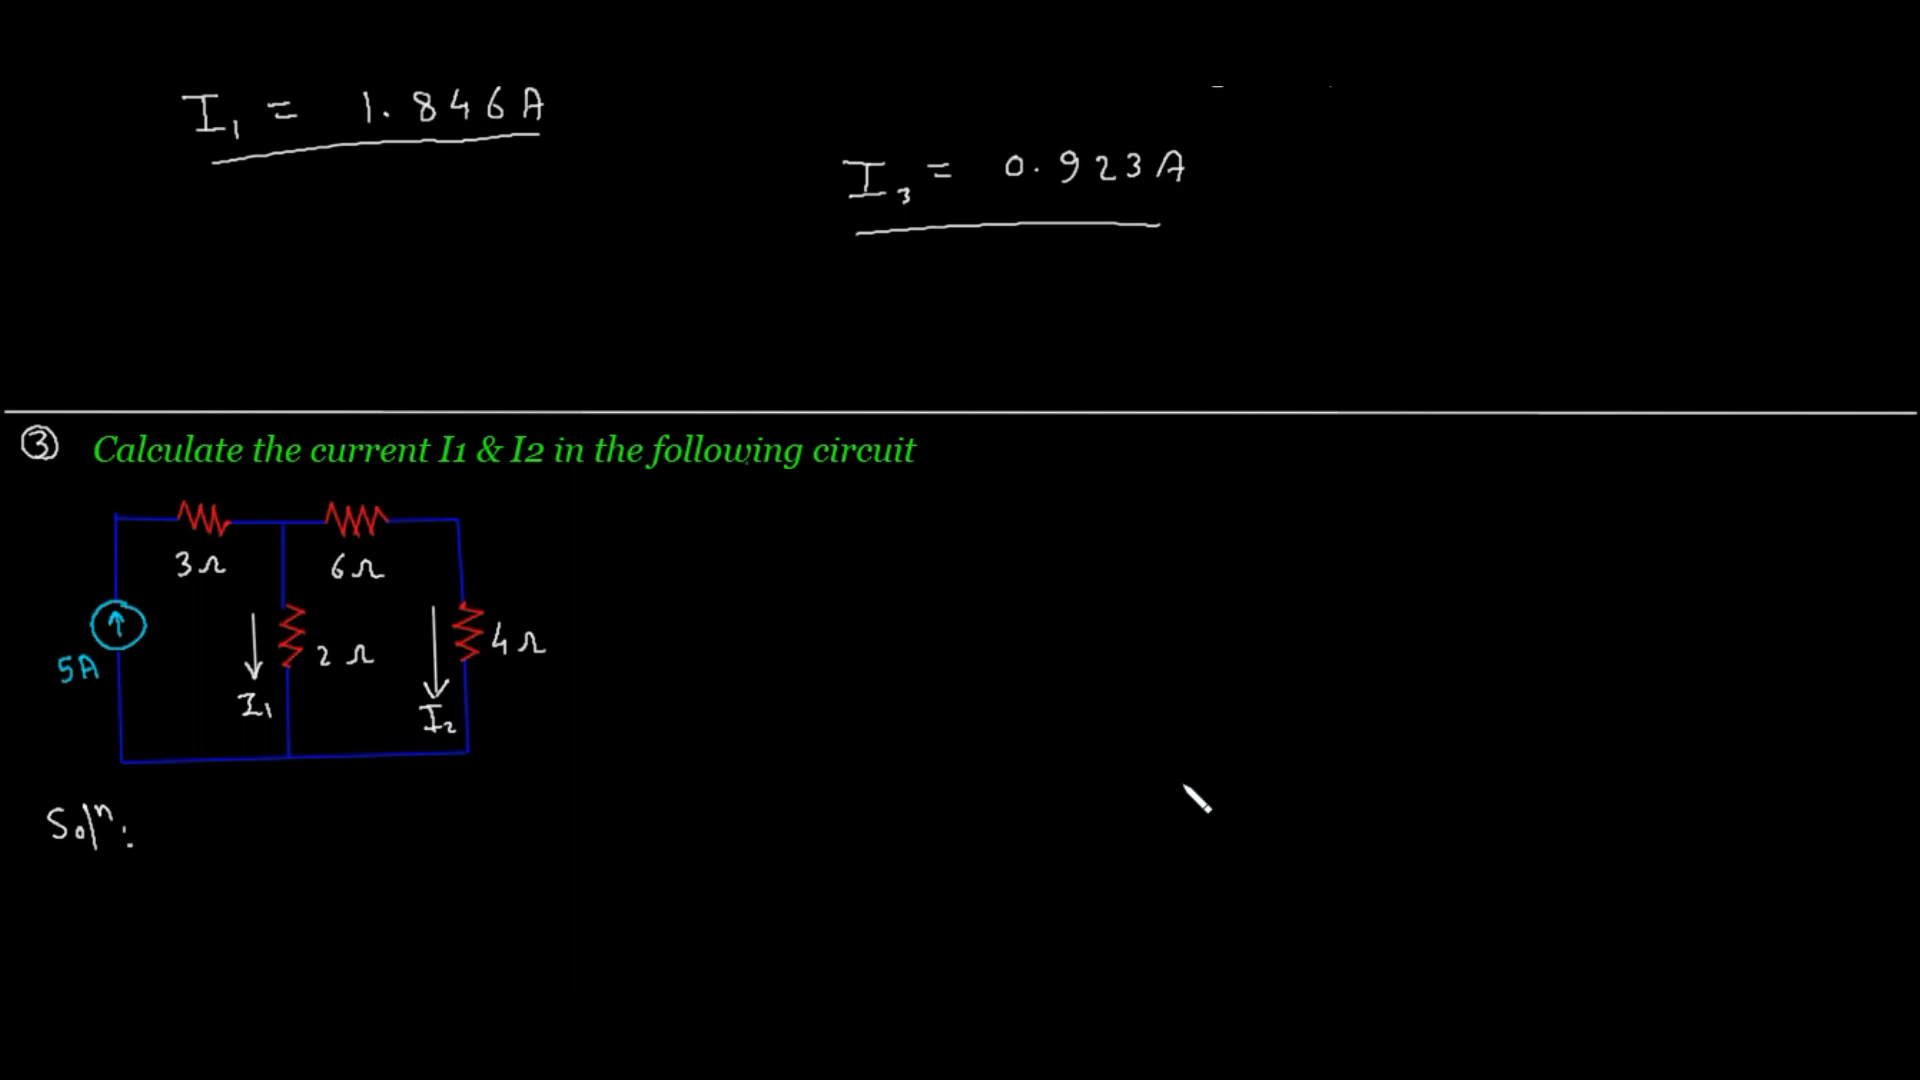 I₁ = 1.846A
I₃ = 0.923A
③ Calculate the current I1 & I2 in the following circuit
3Ω 6Ω
2Ω 4Ω
5A
I₁ I₂
Solⁿ: